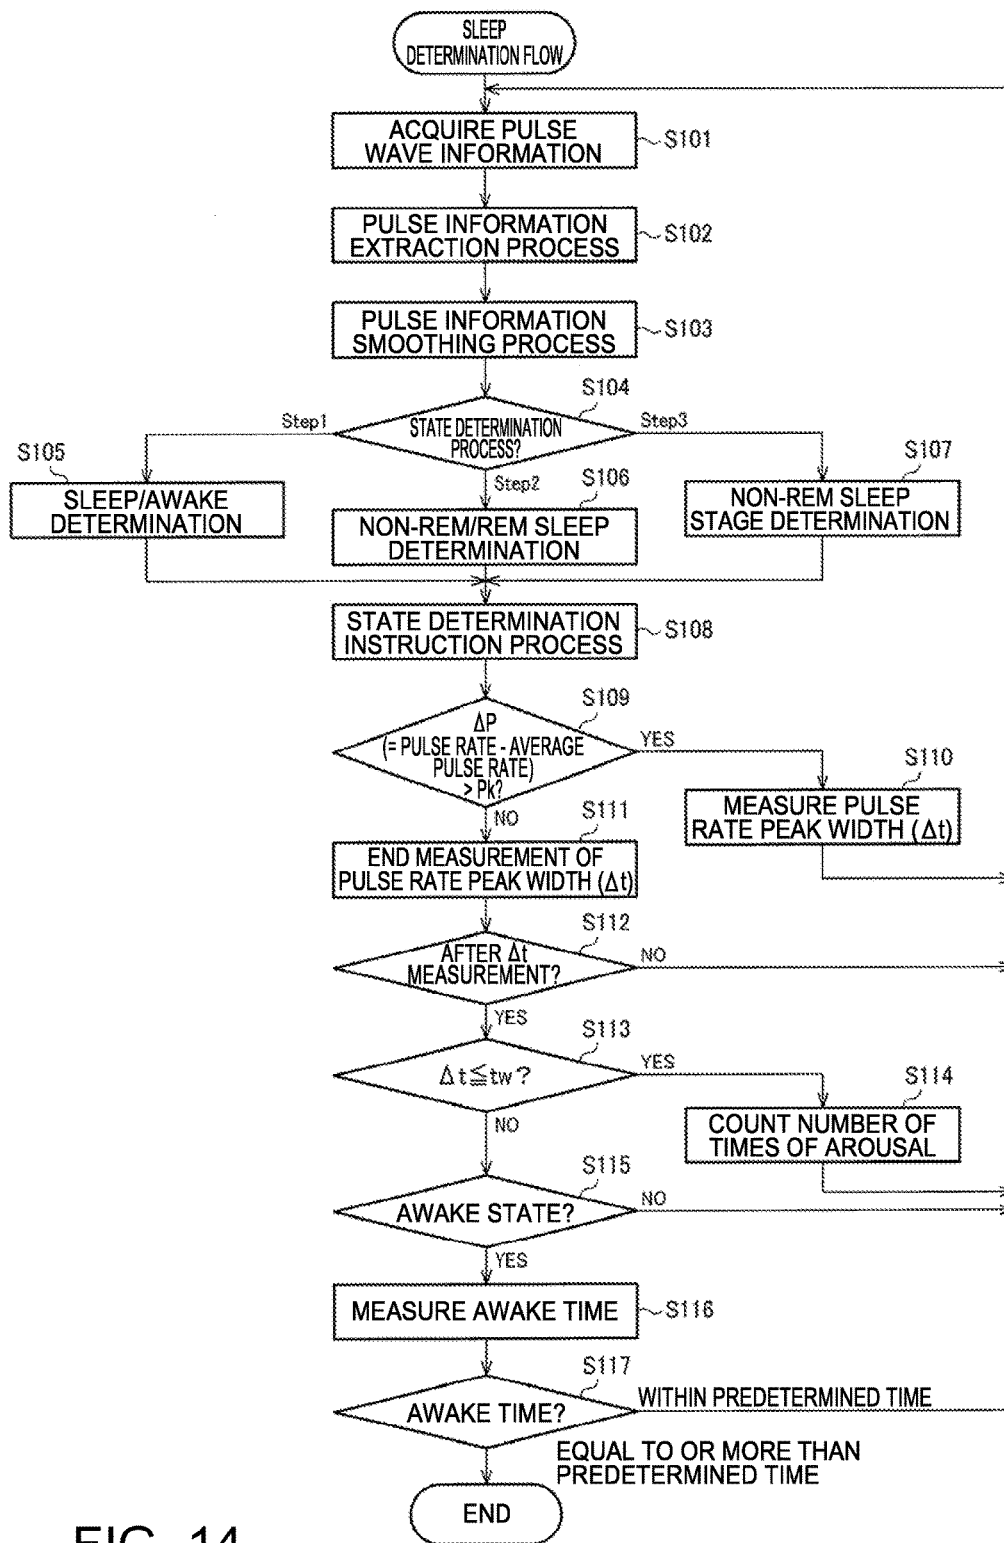 SLEEP
DETERMINATION FLOW
ACQUIRE PULSE
WAVE INFORMATION
S101
PULSE INFORMATION
EXTRACTION PROCESS
S102
PULSE INFORMATION
SMOOTHING PROCESS
S103
S104
STATE DETERMINATION
PROCESS?
Step1
Step2
Step3
S105
SLEEP/AWAKE
DETERMINATION
S106
NON-REM/REM SLEEP
DETERMINATION
S107
NON-REM SLEEP
STAGE DETERMINATION
STATE DETERMINATION
INSTRUCTION PROCESS
S108
S109
ΔP
(= PULSE RATE - AVERAGE
PULSE RATE)
> Pk?
YES
NO
S110
MEASURE PULSE
RATE PEAK WIDTH (Δt)
S111
END MEASUREMENT OF
PULSE RATE PEAK WIDTH (Δt)
S112
AFTER Δt
MEASUREMENT?
NO
YES
S113
Δt≦tw?
YES
NO
S114
COUNT NUMBER OF
TIMES OF AROUSAL
S115
AWAKE STATE?
NO
YES
MEASURE AWAKE TIME
S116
S117
AWAKE TIME?
WITHIN PREDETERMINED TIME
EQUAL TO OR MORE THAN
PREDETERMINED TIME
END
FIG. 14